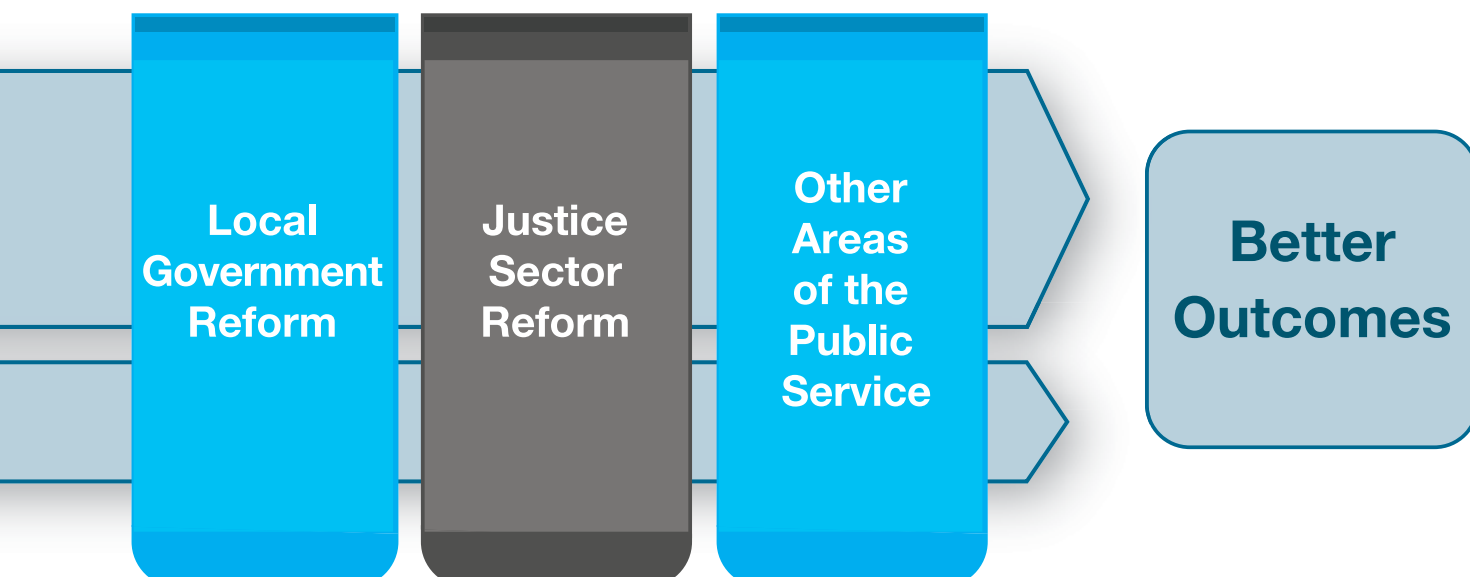 Local
Government
Reform
Justice
Sector
Reform
Other
Areas
of the
Public
Service
Better
Outcomes